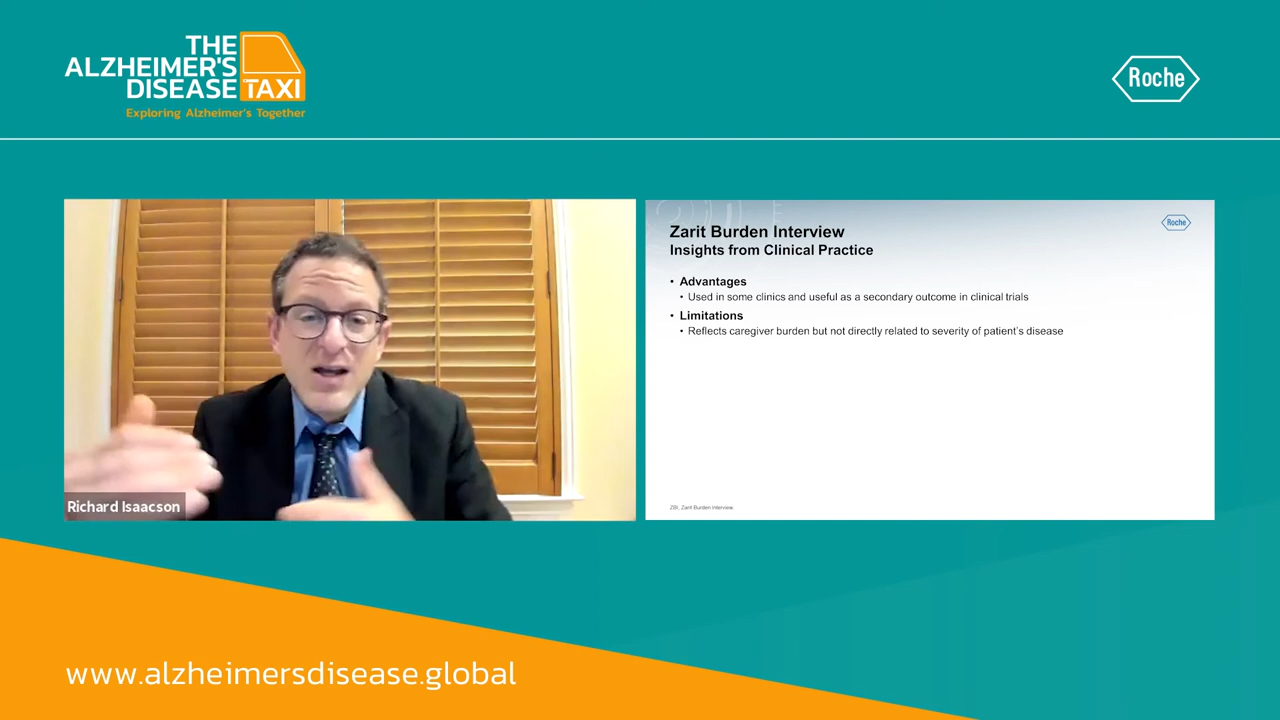 THE
ALZHEIMER'S
DISEASE TAXI
Exploring Alzheimer's Together
Roche
Richard Isaacson
Roche
Zarit Burden Interview
Insights from Clinical Practice
• Advantages
• Used in some clinics and useful as a secondary outcome in clinical trials
• Limitations
• Reflects caregiver burden but not directly related to severity of patient's disease
ZBI, Zarit Burden Interview
www.alzheimersdisease.global